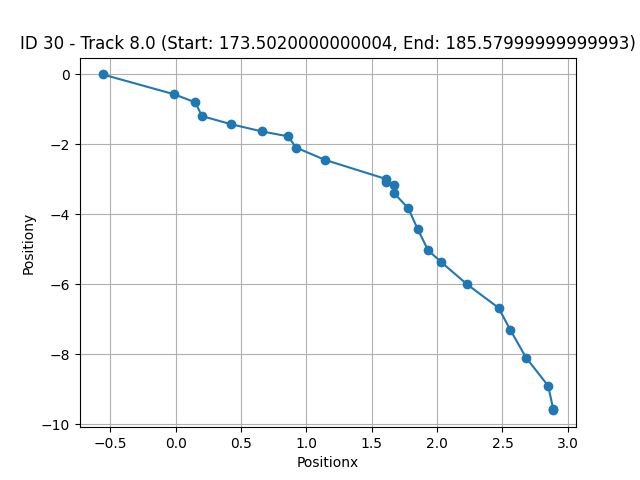 ID 30 - Track 8.0 (Start: 173.5020000000004, End: 185.57999999999993)
0
−2
−4
−6
−8
−10
Positiony
−0.5 0.0 0.5 1.0 1.5 2.0 2.5 3.0
Positionx